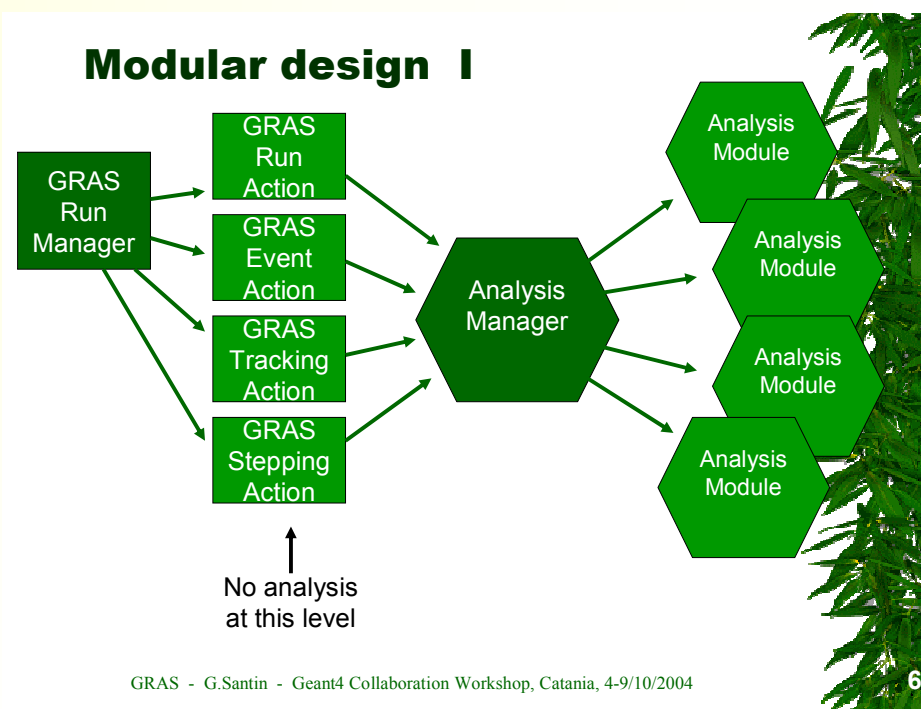 Modular design  I
GRAS
Run
Manager
GRAS
Run
Action
GRAS
Event
Action
GRAS
Tracking
Action
GRAS
Stepping
Action
No analysis
at this level
Analysis
Manager
Analysis
Module
Analysis
Module
Analysis
Module
Analysis
Module
GRAS - G.Santin - Geant4 Collaboration Workshop, Catania, 4-9/10/2004
6